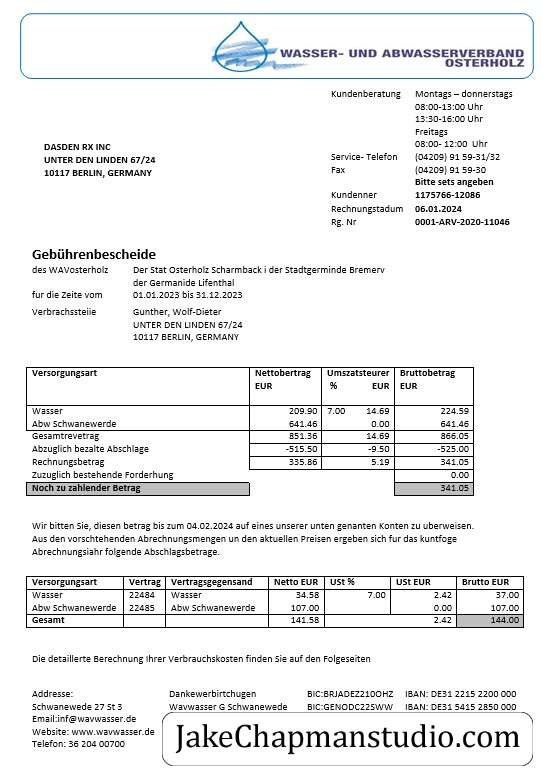 WASSER- UND ABWASSERVERBAND
OSTERHOLZ
Kundenberatung Montags – donnerstags
08:00-13:00 Uhr
13:30-16:00 Uhr
Freitags
08:00- 12:00 Uhr
Service- Telefon (04209) 91 59-31/32
Fax (04209) 91 59-30
Bitte sets angeben
Kundenner 1175766-12086
Rechnungstadum 06.01.2024
Rg. Nr 0001-ARV-2020-11046
DASDEN RX INC
UNTER DEN LINDEN 67/24
10117 BERLIN, GERMANY
Gebührenbescheide
des WAVosterholz Der Stat Osterholz Scharmback i der Stadtgerminde Bremerv
der Germanide Lifenthal
fur die Zeite vom 01.01.2023 bis 31.12.2023
Verbrachssteiie Gunther, Wolf-Dieter
UNTER DEN LINDEN 67/24
10117 BERLIN, GERMANY
Versorgungsart Nettobertrag Umszatsteurer Bruttobetrag
EUR % EUR EUR
Wasser 209.90 7.00 14.69 224.59
Abw Schwanewerde 641.46 0.00 641.46
Gesamtrevetrag 851.36 14.69 866.05
Abzuglich bezalte Abschlage -515.50 -9.50 -525.00
Rechnungsbetrag 335.86 5.19 341.05
Zuzuglich bestehende Forderhung 0.00
Noch zu zahlender Betrag 341.05
Wir bitten Sie, diesen betrag bis zum 04.02.2024 auf eines unserer unten genanten Konten zu uberweisen.
Aus den vorschtehenden Abrechnungsmengen un den aktuellen Preisen ergeben sich fur das kuntfoge
Abrechnungsiahr folgende Abschlagsbetrage.
Versorgungsart Vertrag Vertragsgegensand Netto EUR USt % USt EUR Brutto EUR
Wasser 22484 Wasser 34.58 7.00 2.42 37.00
Abw Schwanewerde 22485 Abw Schwanewerde 107.00 0.00 107.00
Gesamt 141.58 2.42 144.00
Die detaillerte Berechnung Ihrer Verbrauchskosten finden Sie auf den Folgeseiten
Addresse: Dankewerbirtchugen BIC:BRJADEZ210OHZ IBAN: DE31 2215 2200 000
Schwanewede 27 St 3 Wavwasser G Schwanewede BIC:GENODC22SWW IBAN: DE31 5415 2850 000
Email:inf@wavwasser.de
Website: www.wavwasser.de
Telefon: 36 204 00700
JakeChapmanstudio.com